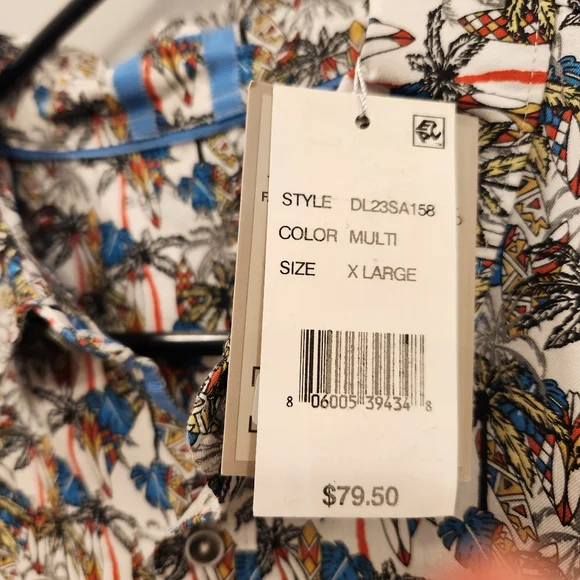 STYLE DL23SA158
COLOR MULTI
SIZE X LARGE
8 06005 39434 8
$79.50